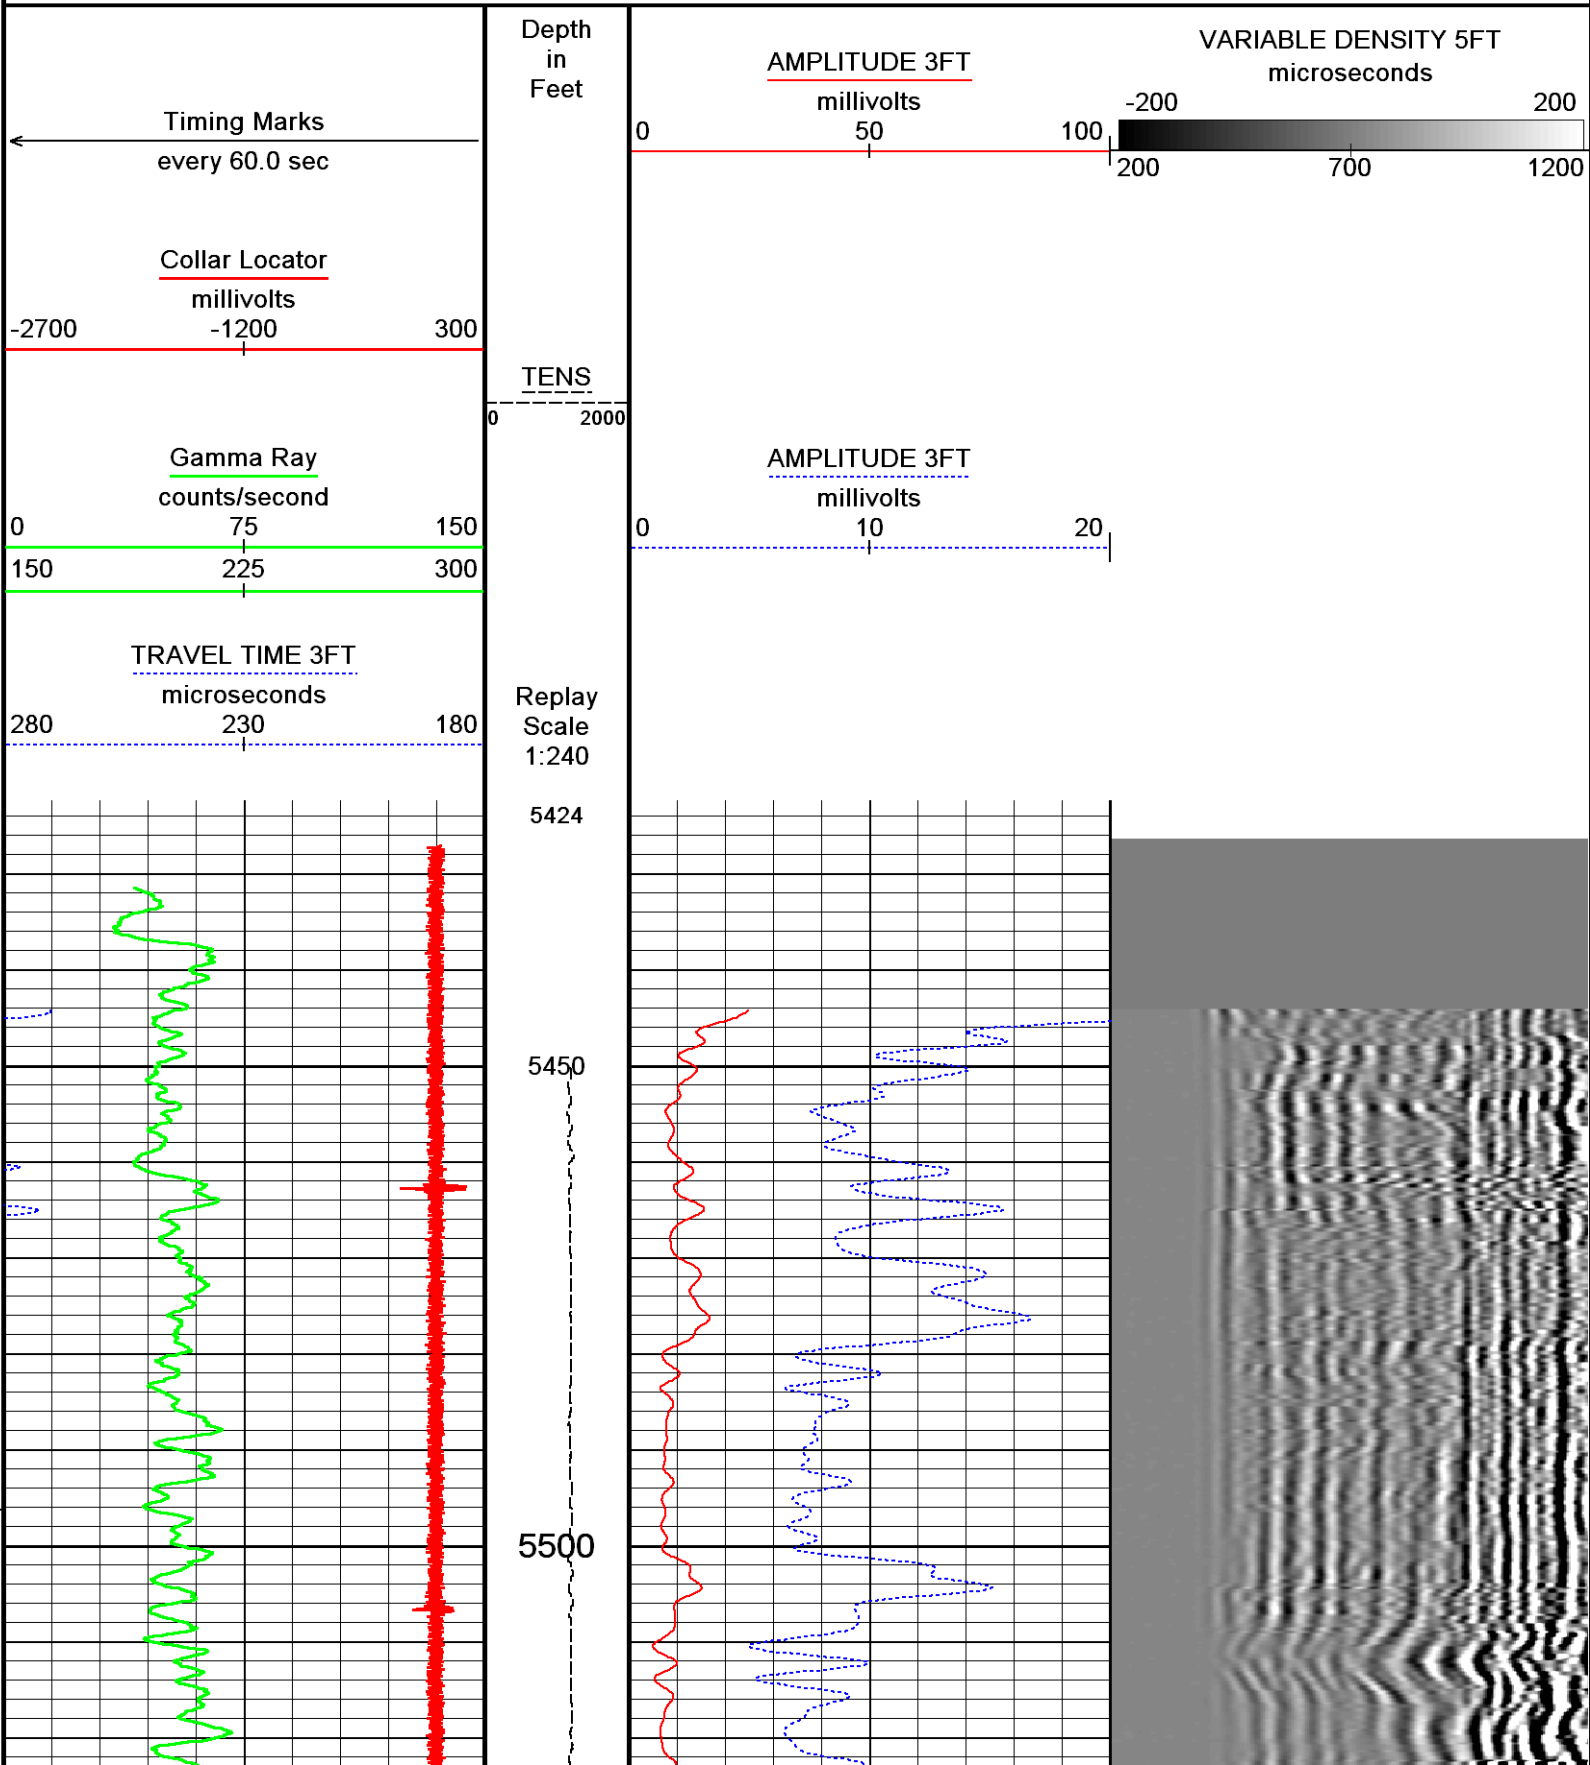 Timing Marks
every 60.0 sec
Collar Locator
millivolts
-2700 -1200 300
Gamma Ray
counts/second
0 75 150
150 225 300
TRAVEL TIME 3FT
microseconds
280 230 180
Depth
in
Feet
TENS
0 2000
Replay
Scale
1:240
5424
5450
5500
AMPLITUDE 3FT
millivolts
0 50 100
AMPLITUDE 3FT
millivolts
0 10 20
VARIABLE DENSITY 5FT
microseconds
-200 200
200 700 1200